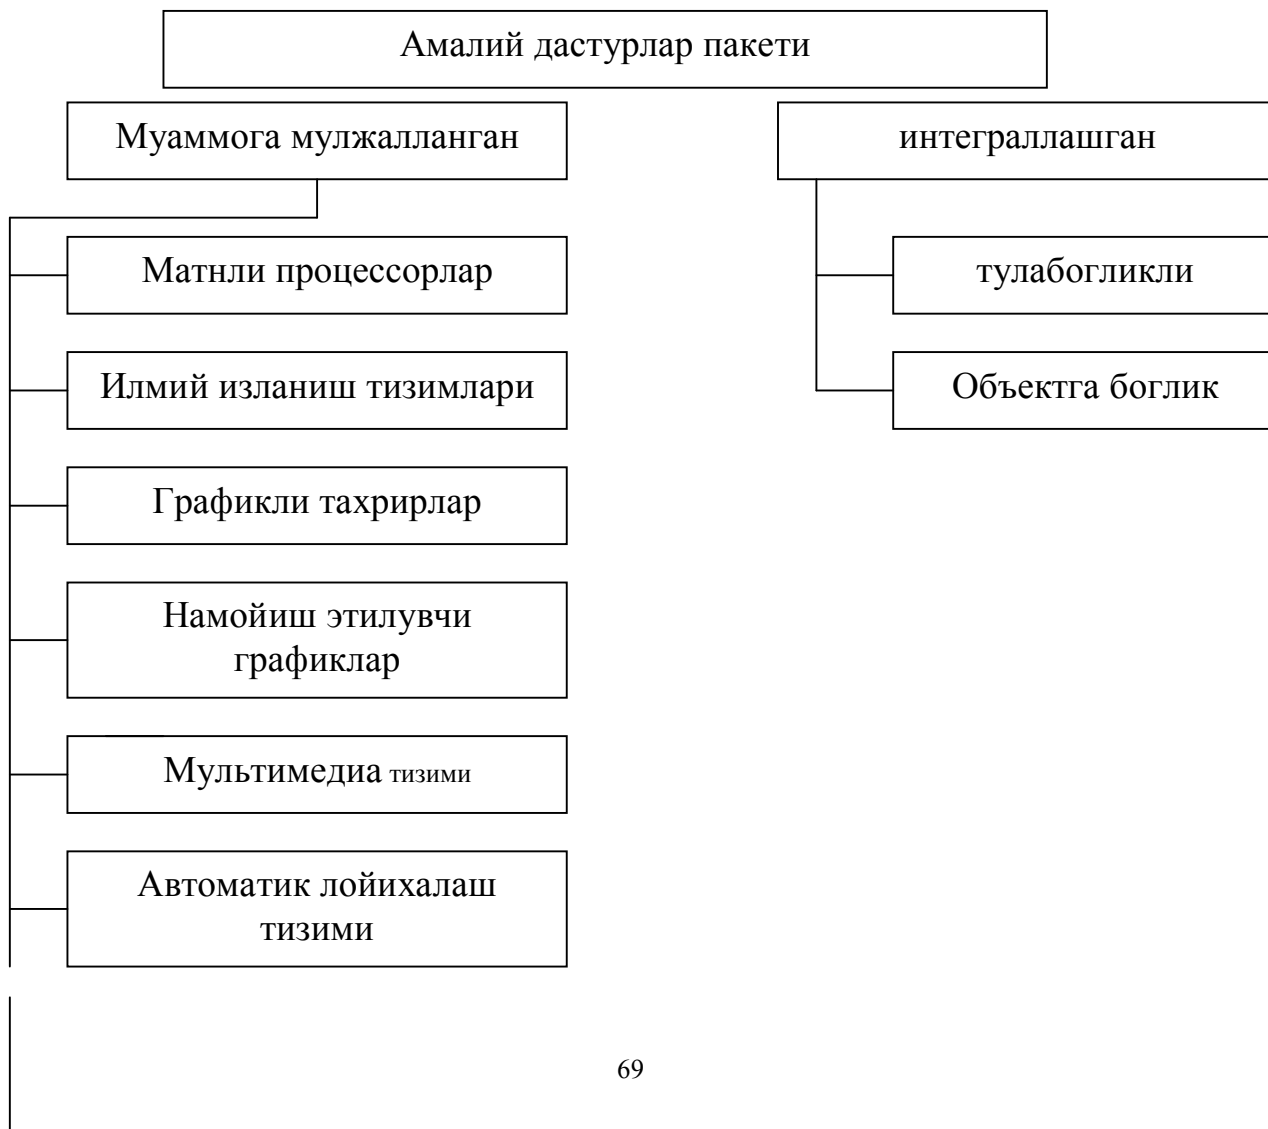 Амалий дастурлар пакети
Муаммога мулжалланган
интеграллашган
Матнли процессорлар
тулабогликли
Илмий изланиш тизимлари
Объектга боглик
Графикли тахрирлар
Намойиш этилувчи
графиклар
Мультимедиа тизими
Автоматик лойихалаш
тизими
69